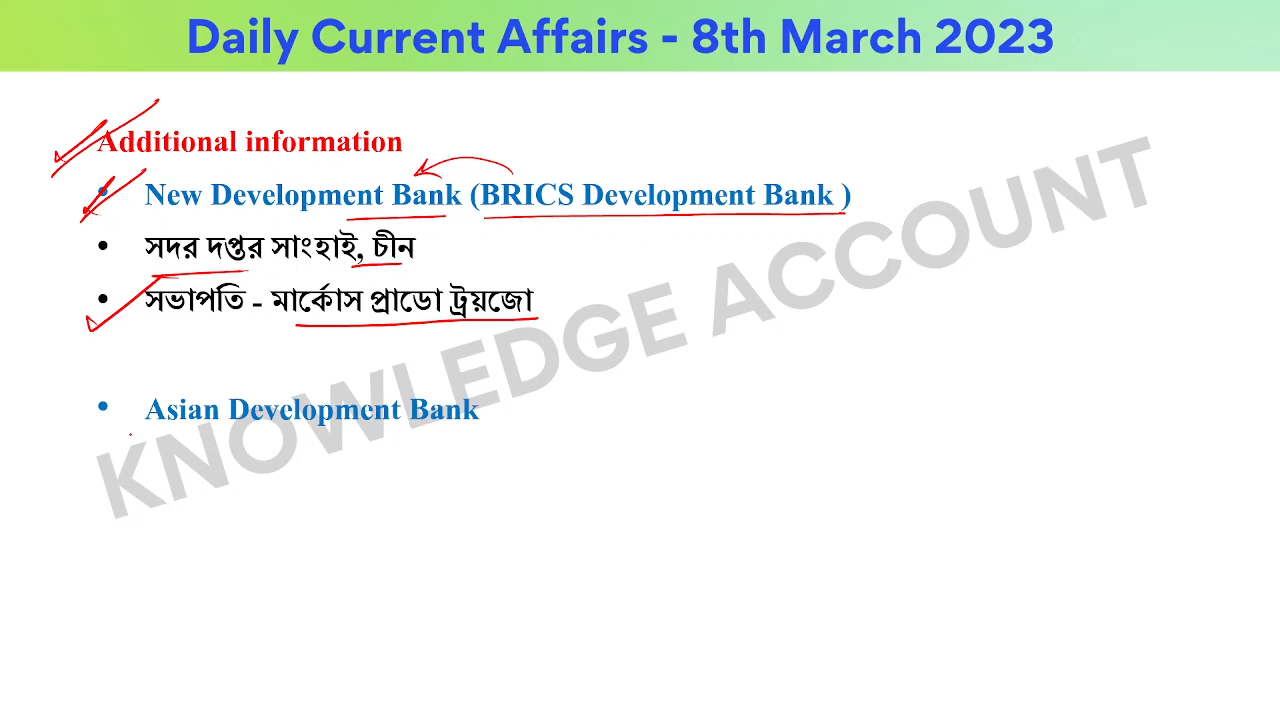 Daily Current Affairs - 8th March 2023
Additional information
• New Development Bank (BRICS Development Bank )
• সদর দপ্তর সাংহাই, চীন
• সভাপতি - মার্কোস প্রাডো ট্রয়জো
• Asian Development Bank
KNOWLEDGE ACCOUNT